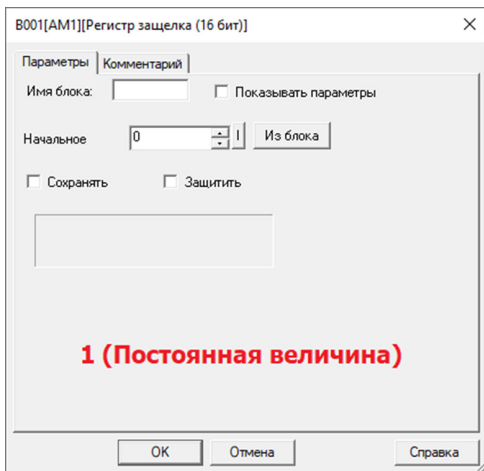 B001[AM1][Регистр защелка (16 бит)]
Параметры Комментарий
Имя блока: Показывать параметры
Начальное 0 I Из блока
Сохранять Защитить
1 (Постоянная величина)
OK Отмена Справка